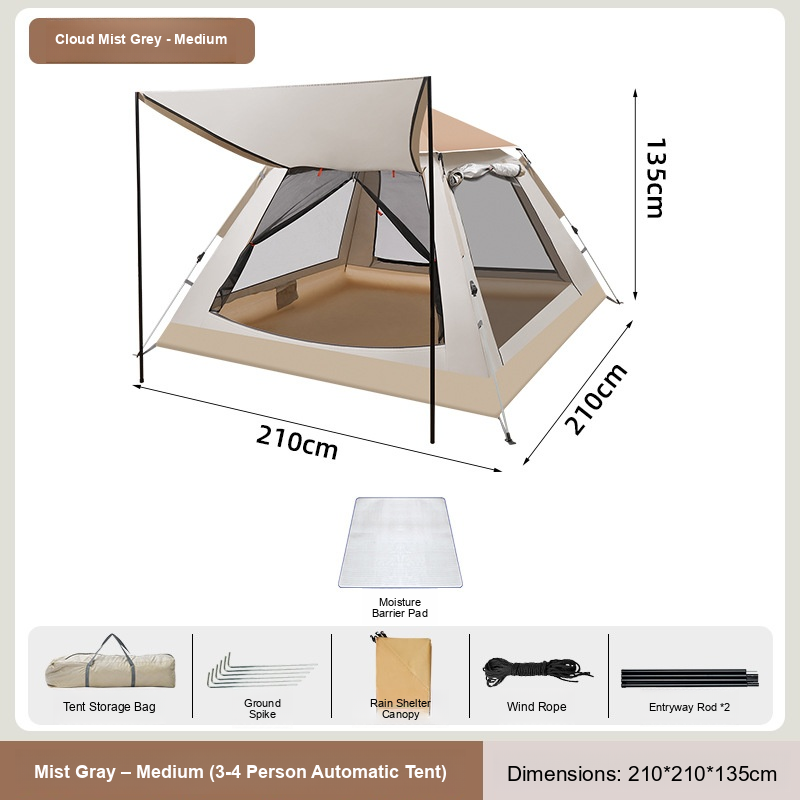 Cloud Mist Grey - Medium
135cm
210cm
210cm
Moisture
Barrier Pad
Tent Storage Bag
Ground
Spike
Rain Shelter
Canopy
Wind Rope
Entryway Rod *2
Mist Gray – Medium (3-4 Person Automatic Tent)
Dimensions: 210*210*135cm